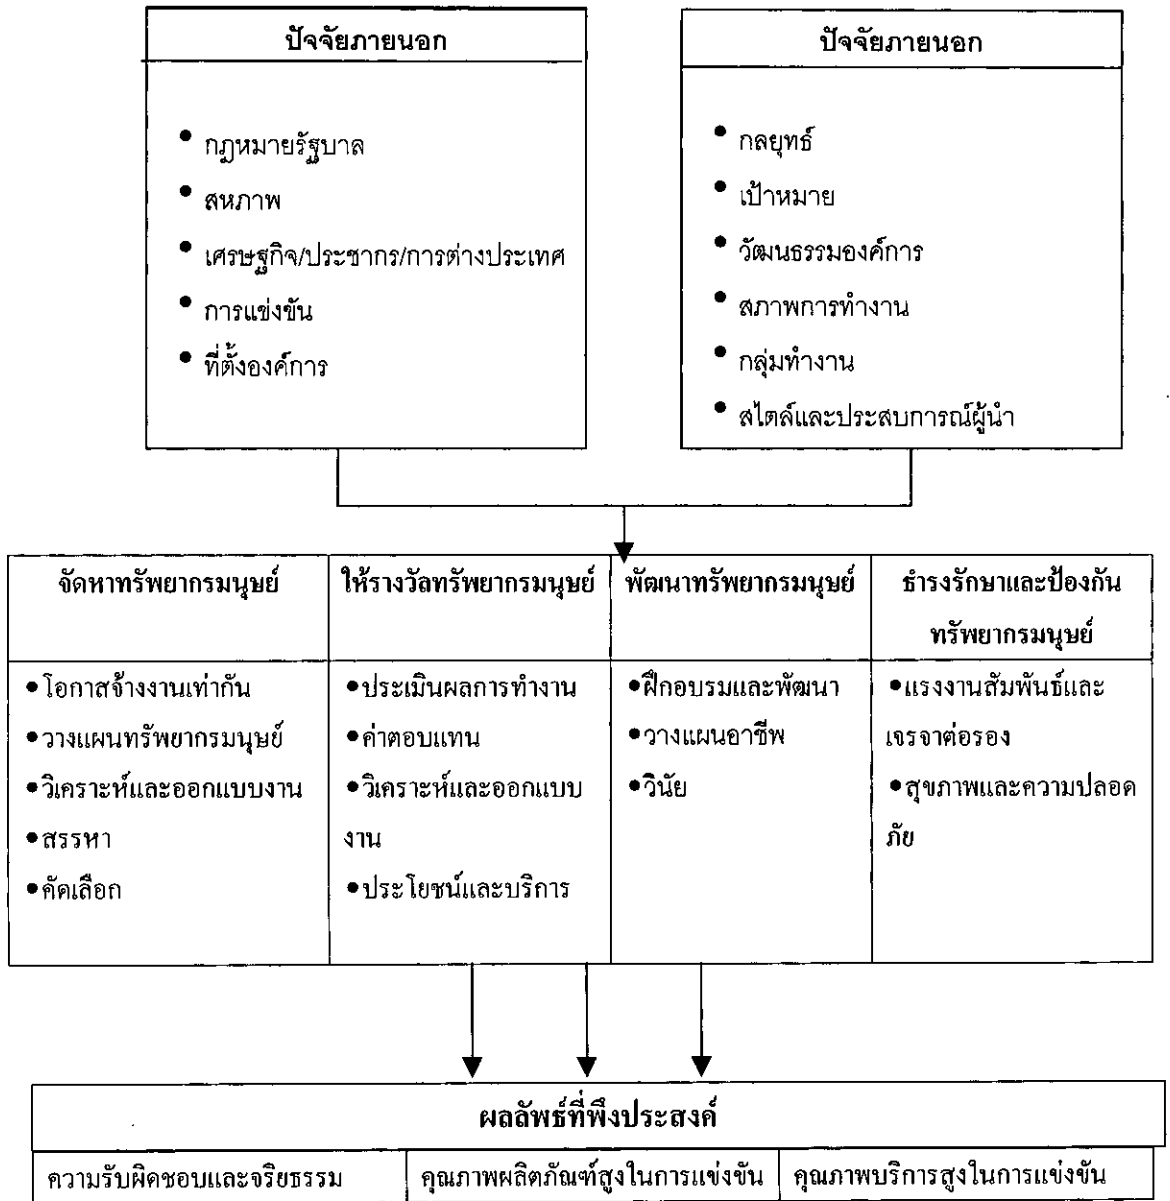 ปัจจัยภายนอก
• กฎหมายรัฐบาล
• สหภาพ
• เศรษฐกิจ/ประชากร/การต่างประเทศ
• การแข่งขัน
• ที่ตั้งองค์การ
ปัจจัยภายนอก
• กลยุทธ์
• เป้าหมาย
• วัฒนธรรมองค์การ
• สภาพการทำงาน
• กลุ่มทำงาน
• สไตล์และประสบการณ์ผู้นำ
จัดหาทรัพยากรมนุษย์
• โอกาสจ้างงานเท่ากัน
• วางแผนทรัพยากรมนุษย์
• วิเคราะห์และออกแบบงาน
• สรรหา
• คัดเลือก
ให้รางวัลทรัพยากรมนุษย์
• ประเมินผลการทำงาน
• ค่าตอบแทน
• วิเคราะห์และออกแบบ
งาน
• ประโยชน์และบริการ
พัฒนาทรัพยากรมนุษย์
• ฝึกอบรมและพัฒนา
• วางแผนอาชีพ
• วินัย
ธำรงรักษาและป้องกัน
ทรัพยากรมนุษย์
• แรงงานสัมพันธ์และ
เจรจาต่อรอง
• สุขภาพและความปลอด
ภัย
ผลลัพธ์ที่พึงประสงค์
ความรับผิดชอบและจริยธรรม
คุณภาพผลิตภัณฑ์สูงในการแข่งขัน
คุณภาพบริการสูงในการแข่งขัน